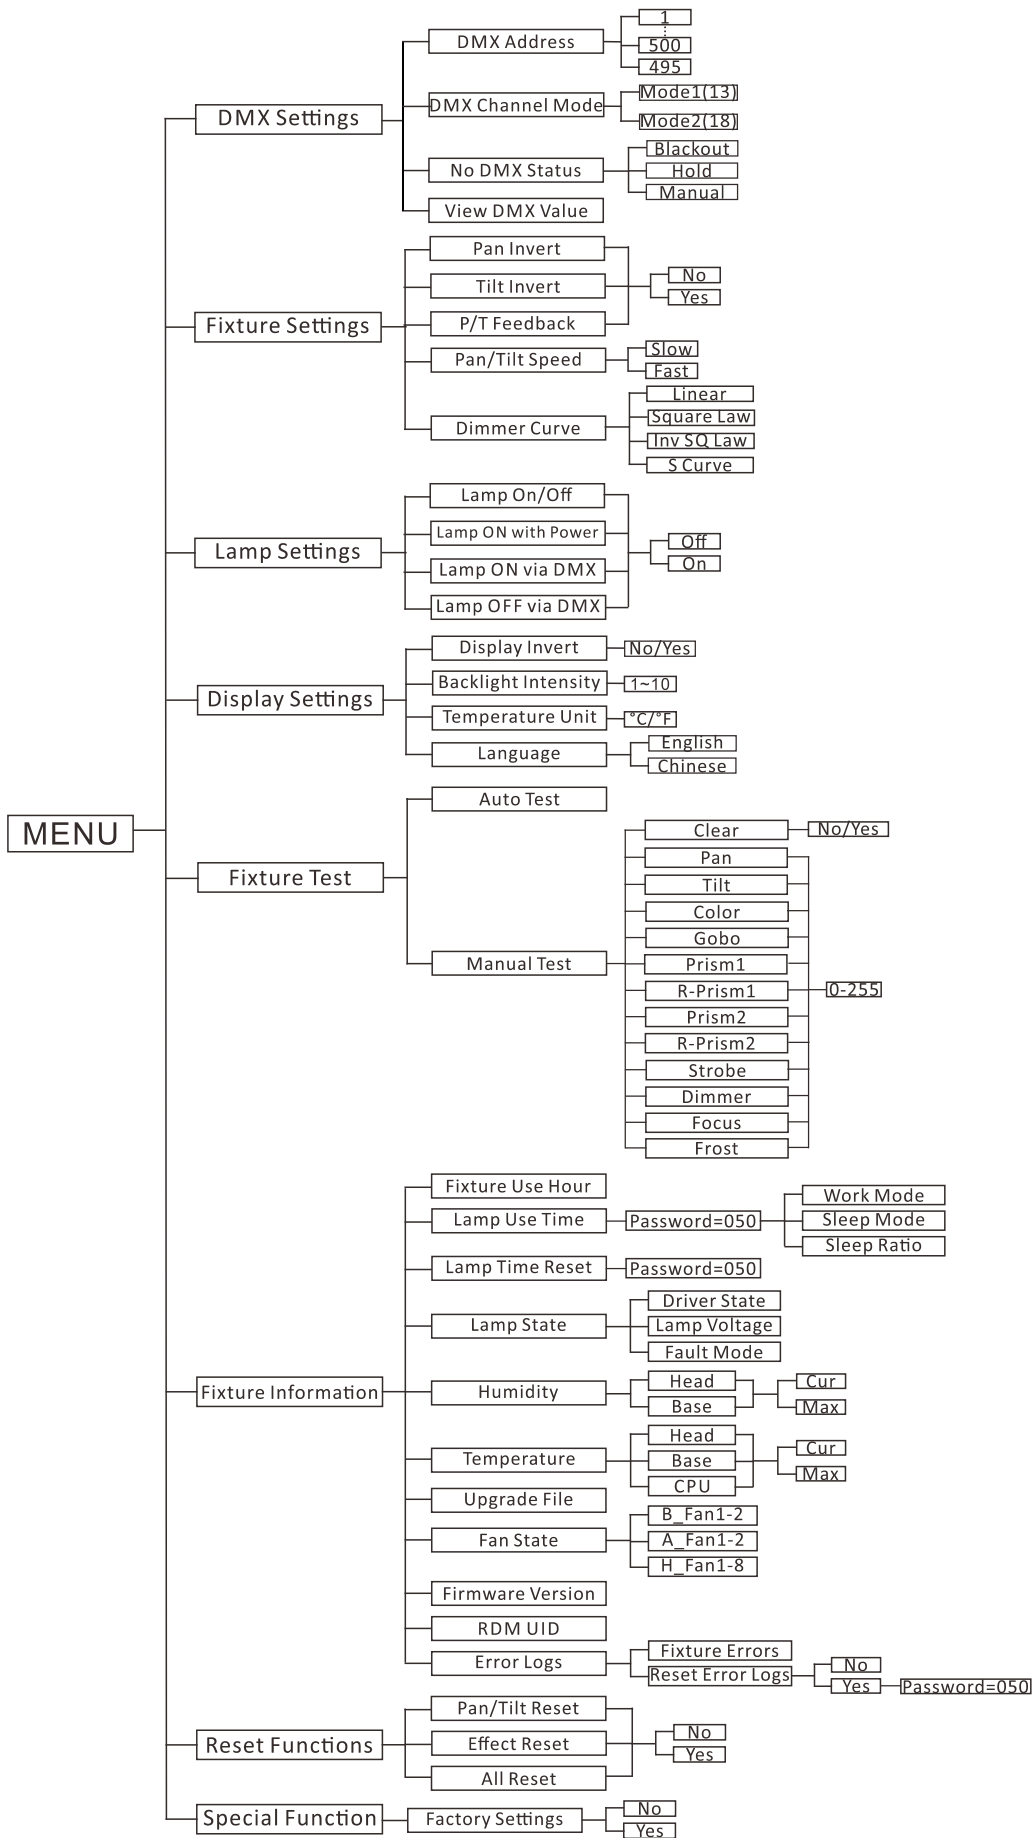 MENU
DMX Settings
DMX Address
1
500
495
DMX Channel Mode
Mode1(13)
Mode2(18)
No DMX Status
Blackout
Hold
Manual
View DMX Value
Fixture Settings
Pan Invert
Tilt Invert
P/T Feedback
No
Yes
Pan/Tilt Speed
Slow
Fast
Dimmer Curve
Linear
Square Law
Inv SQ Law
S Curve
Lamp Settings
Lamp On/Off
Lamp ON with Power
Lamp ON via DMX
Lamp OFF via DMX
Off
On
Display Settings
Display Invert
No/Yes
Backlight Intensity
1~10
Temperature Unit
°C/°F
Language
English
Chinese
Fixture Test
Auto Test
Manual Test
Clear
No/Yes
Pan
Tilt
Color
Gobo
Prism1
R-Prism1
Prism2
R-Prism2
Strobe
Dimmer
Focus
Frost
0-255
Fixture Information
Fixture Use Hour
Lamp Use Time
Password=050
Work Mode
Sleep Mode
Sleep Ratio
Lamp Time Reset
Password=050
Lamp State
Driver State
Lamp Voltage
Fault Mode
Humidity
Head
Base
Cur
Max
Temperature
Head
Base
CPU
Cur
Max
Upgrade File
Fan State
B_Fan1-2
A_Fan1-2
H_Fan1-8
Firmware Version
RDM UID
Error Logs
Fixture Errors
Reset Error Logs
No
Yes
Password=050
Reset Functions
Pan/Tilt Reset
Effect Reset
All Reset
No
Yes
Special Function
Factory Settings
No
Yes